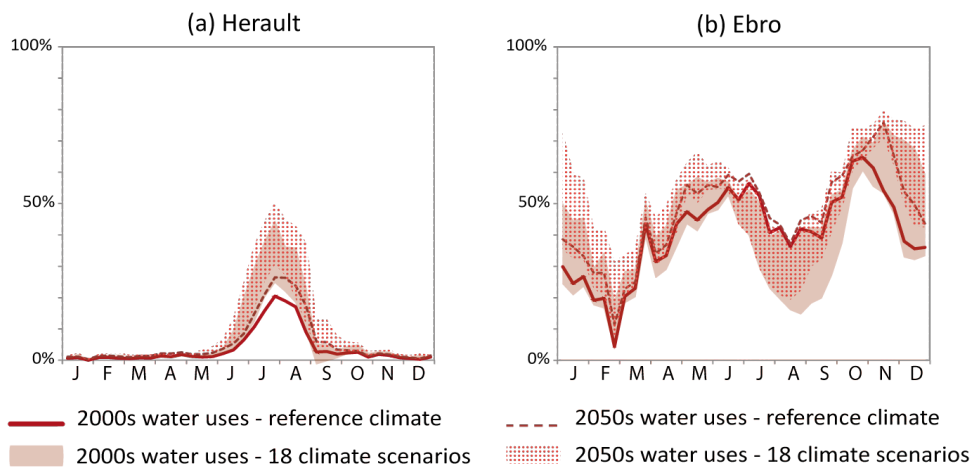 (a) Herault
(b) Ebro
100%
50%
0%
J F M A M J J A S O N D
100%
50%
0%
J F M A M J J A S O N D
2000s water uses - reference climate
2050s water uses - reference climate
2000s water uses - 18 climate scenarios
2050s water uses - 18 climate scenarios